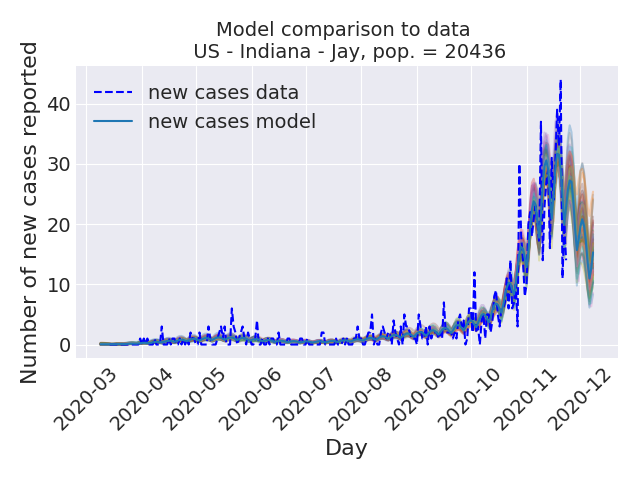 Model comparison to data
US - Indiana - Jay, pop. = 20436
Number of new cases reported
new cases data
new cases model
40
30
20
10
0
2020-03
2020-04
2020-05
2020-06
2020-07
2020-08
2020-09
2020-10
2020-11
2020-12
Day